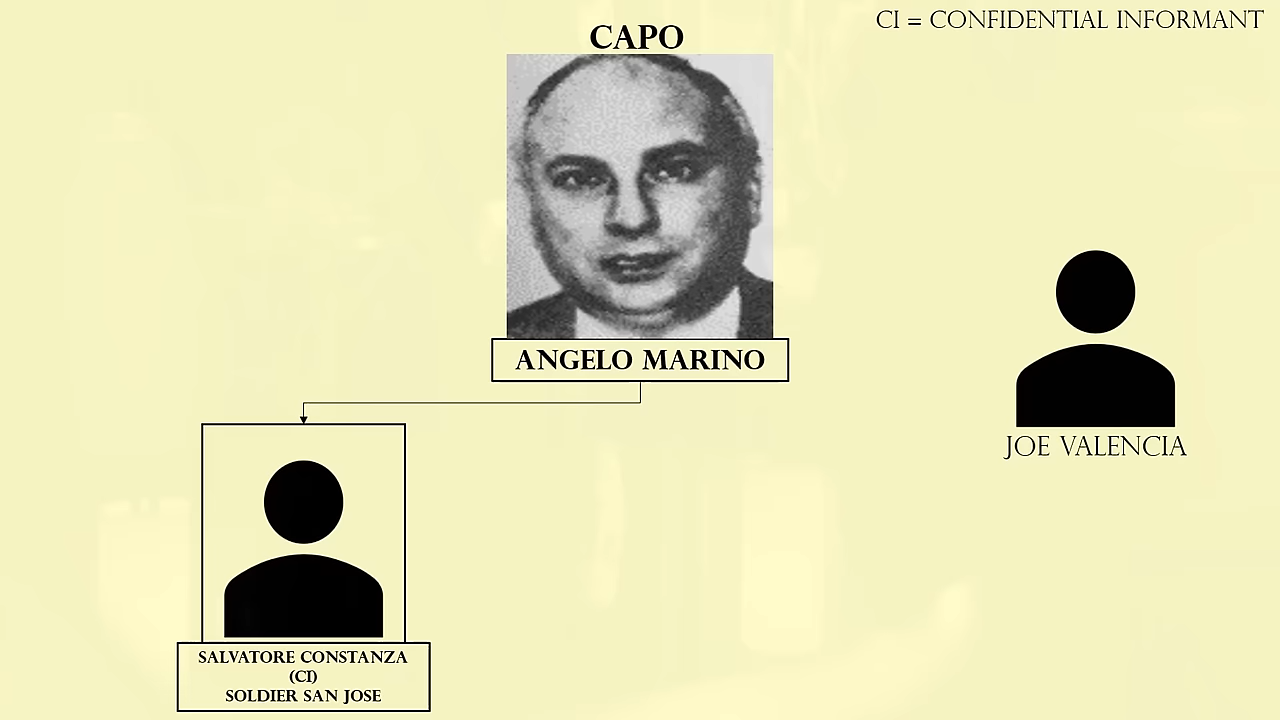 CI = CONFIDENTIAL INFORMANT
CAPO
ANGELO MARINO
JOE VALENCIA
SALVATORE CONSTANZA
(CI)
SOLDIER SAN JOSE